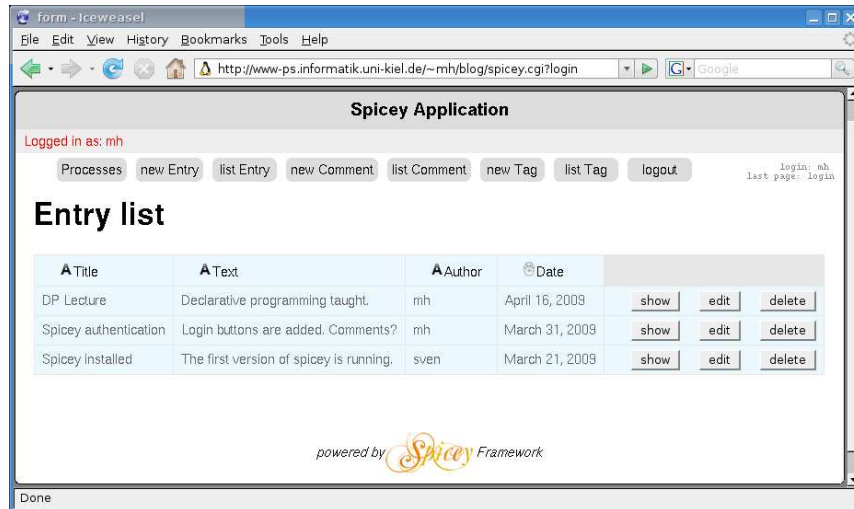 form - Iceweasel
File Edit View History Bookmarks Tools Help
http://www-ps.informatik.uni-kiel.de/~mh/blog/spicey.cgi?login G Google
Spicey Application
Logged in as: mh
Processes new Entry list Entry new Comment list Comment new Tag list Tag logout
login: mh
last page: login
Entry list
A Title A Text A Author Date
DP Lecture Declarative programming taught. mh April 16, 2009 show edit delete
Spicey authentication Login buttons are added. Comments? mh March 31, 2009 show edit delete
Spicey installed The first version of spicey is running. sven March 21, 2009 show edit delete
powered by Spicey Framework
Done